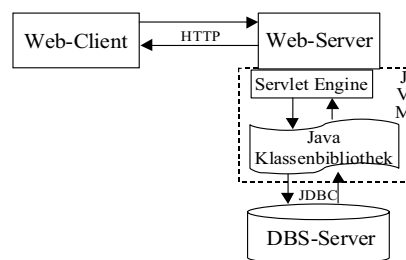 Web-Client
Web-Server
HTTP
Servlet Engine
J
V
M
Java
Klassenbibliothek
JDBC
DBS-Server